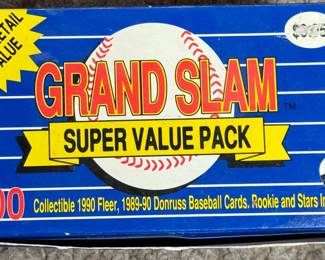 ETAIL
ALUE
GRAND SLAM™
SUPER VALUE PACK
00 Collectible 1990 Fleer, 1989-90 Donruss Baseball Cards. Rookie and Stars In